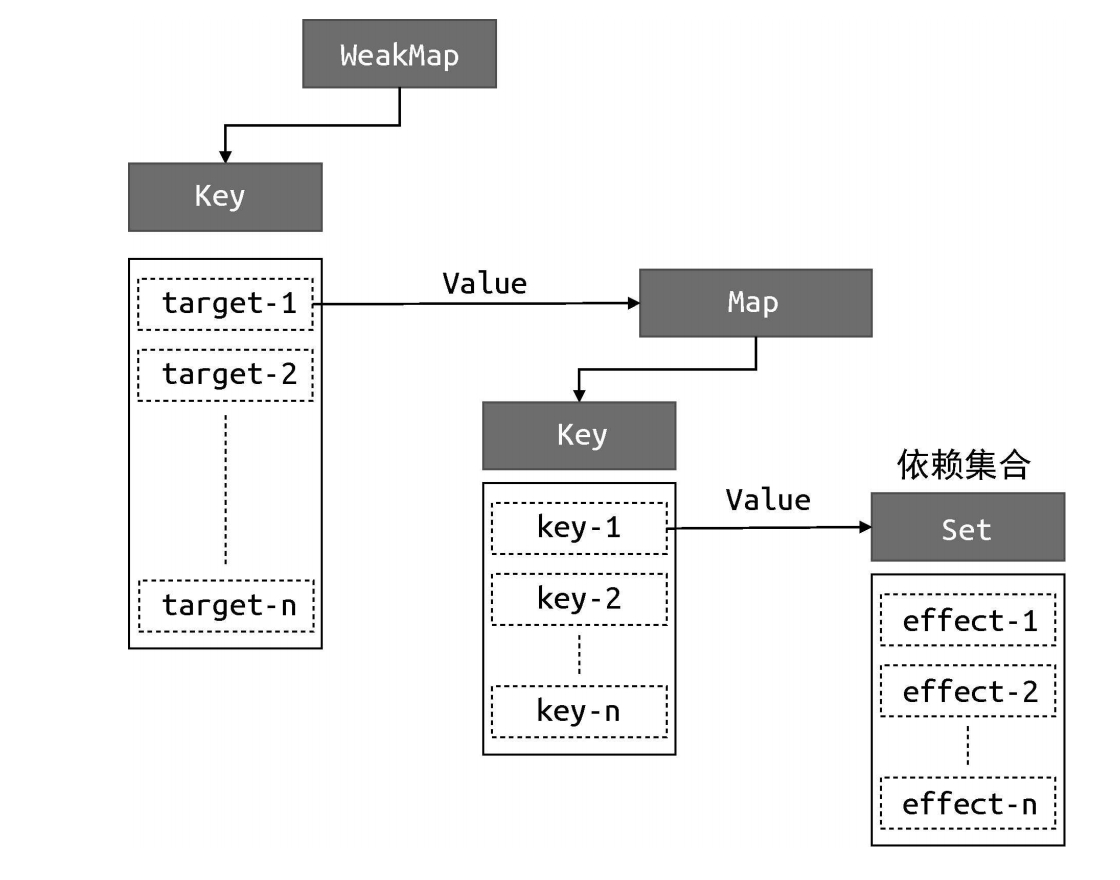 WeakMap
Key
target-1
target-2
target-n
Value
Map
Key
key-1
key-2
key-n
Value
依赖集合
Set
effect-1
effect-2
effect-n